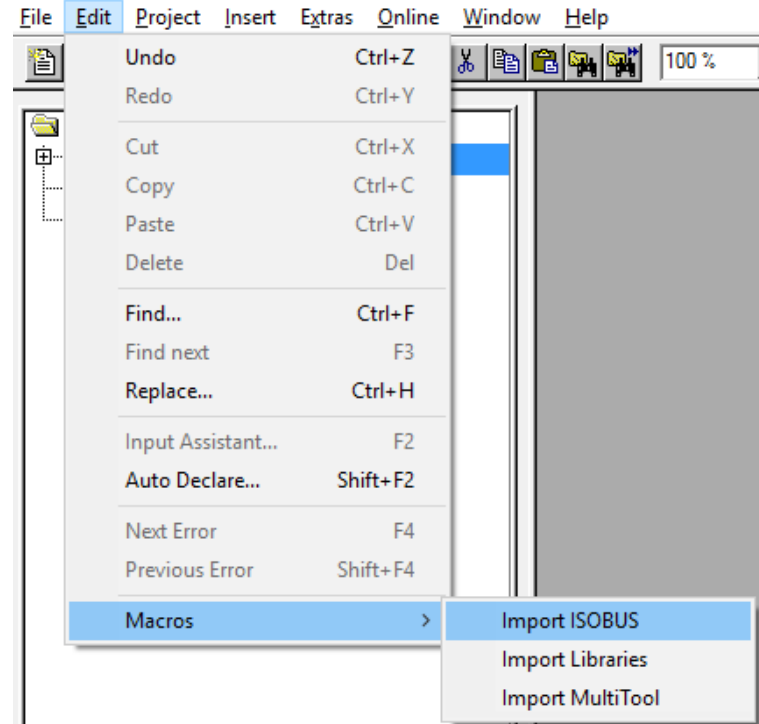 File Edit Project Insert Extras Online Window Help
100 %
Undo Ctrl+Z
Redo Ctrl+Y
Cut Ctrl+X
Copy Ctrl+C
Paste Ctrl+V
Delete Del
Find... Ctrl+F
Find next F3
Replace... Ctrl+H
Input Assistant... F2
Auto Declare... Shift+F2
Next Error F4
Previous Error Shift+F4
Macros >
Import ISOBUS
Import Libraries
Import MultiTool